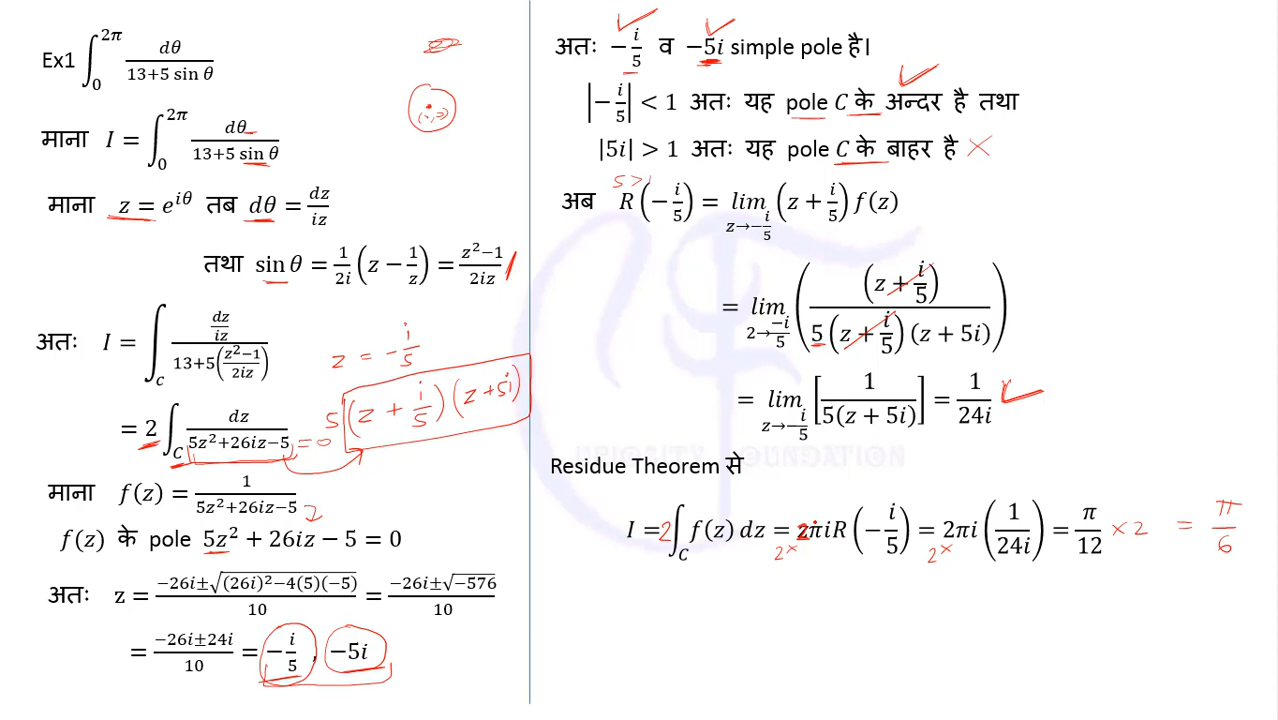 Ex1 ∫₀^{2π} dθ/(13+5 sin θ)
माना I = ∫₀^{2π} dθ/(13+5 sin θ)
माना z = e^{iθ} तब dθ = dz/iz
तथा sin θ = 1/2i (z − 1/z) = (z²−1)/2iz
अतः I = ∫_c (dz/iz)/(13+5((z²−1)/2iz))
z = −i/5
= 2 ∫_C dz/(5z²+26iz−5) = 0
5(z + i/5)(z+5i)
माना f(z) = 1/(5z²+26iz−5)
f(z) के pole 5z² + 26iz − 5 = 0
अतः z = (−26i±√((26i)²−4(5)(−5)))/10 = (−26i±√−576)/10
= (−26i±24i)/10 = −i/5 , −5i
अतः −i/5 व −5i simple pole है।
|−i/5| < 1 अतः यह pole C के अन्दर है तथा
|5i| > 1 अतः यह pole C के बाहर है ×
5>1
अब R(−i/5) = lim_{z→−i/5} (z + i/5) f(z)
= lim_{2→−i/5} ((z + i/5)/(5(z + i/5)(z + 5i)))
= lim_{z→−i/5} [1/(5(z + 5i))] = 1/24i
Residue Theorem से
I = 2∫_C f(z) dz = 2πiR(−i/5) = 2πi(1/24i) = π/12 × 2 = π/6
2× 2×